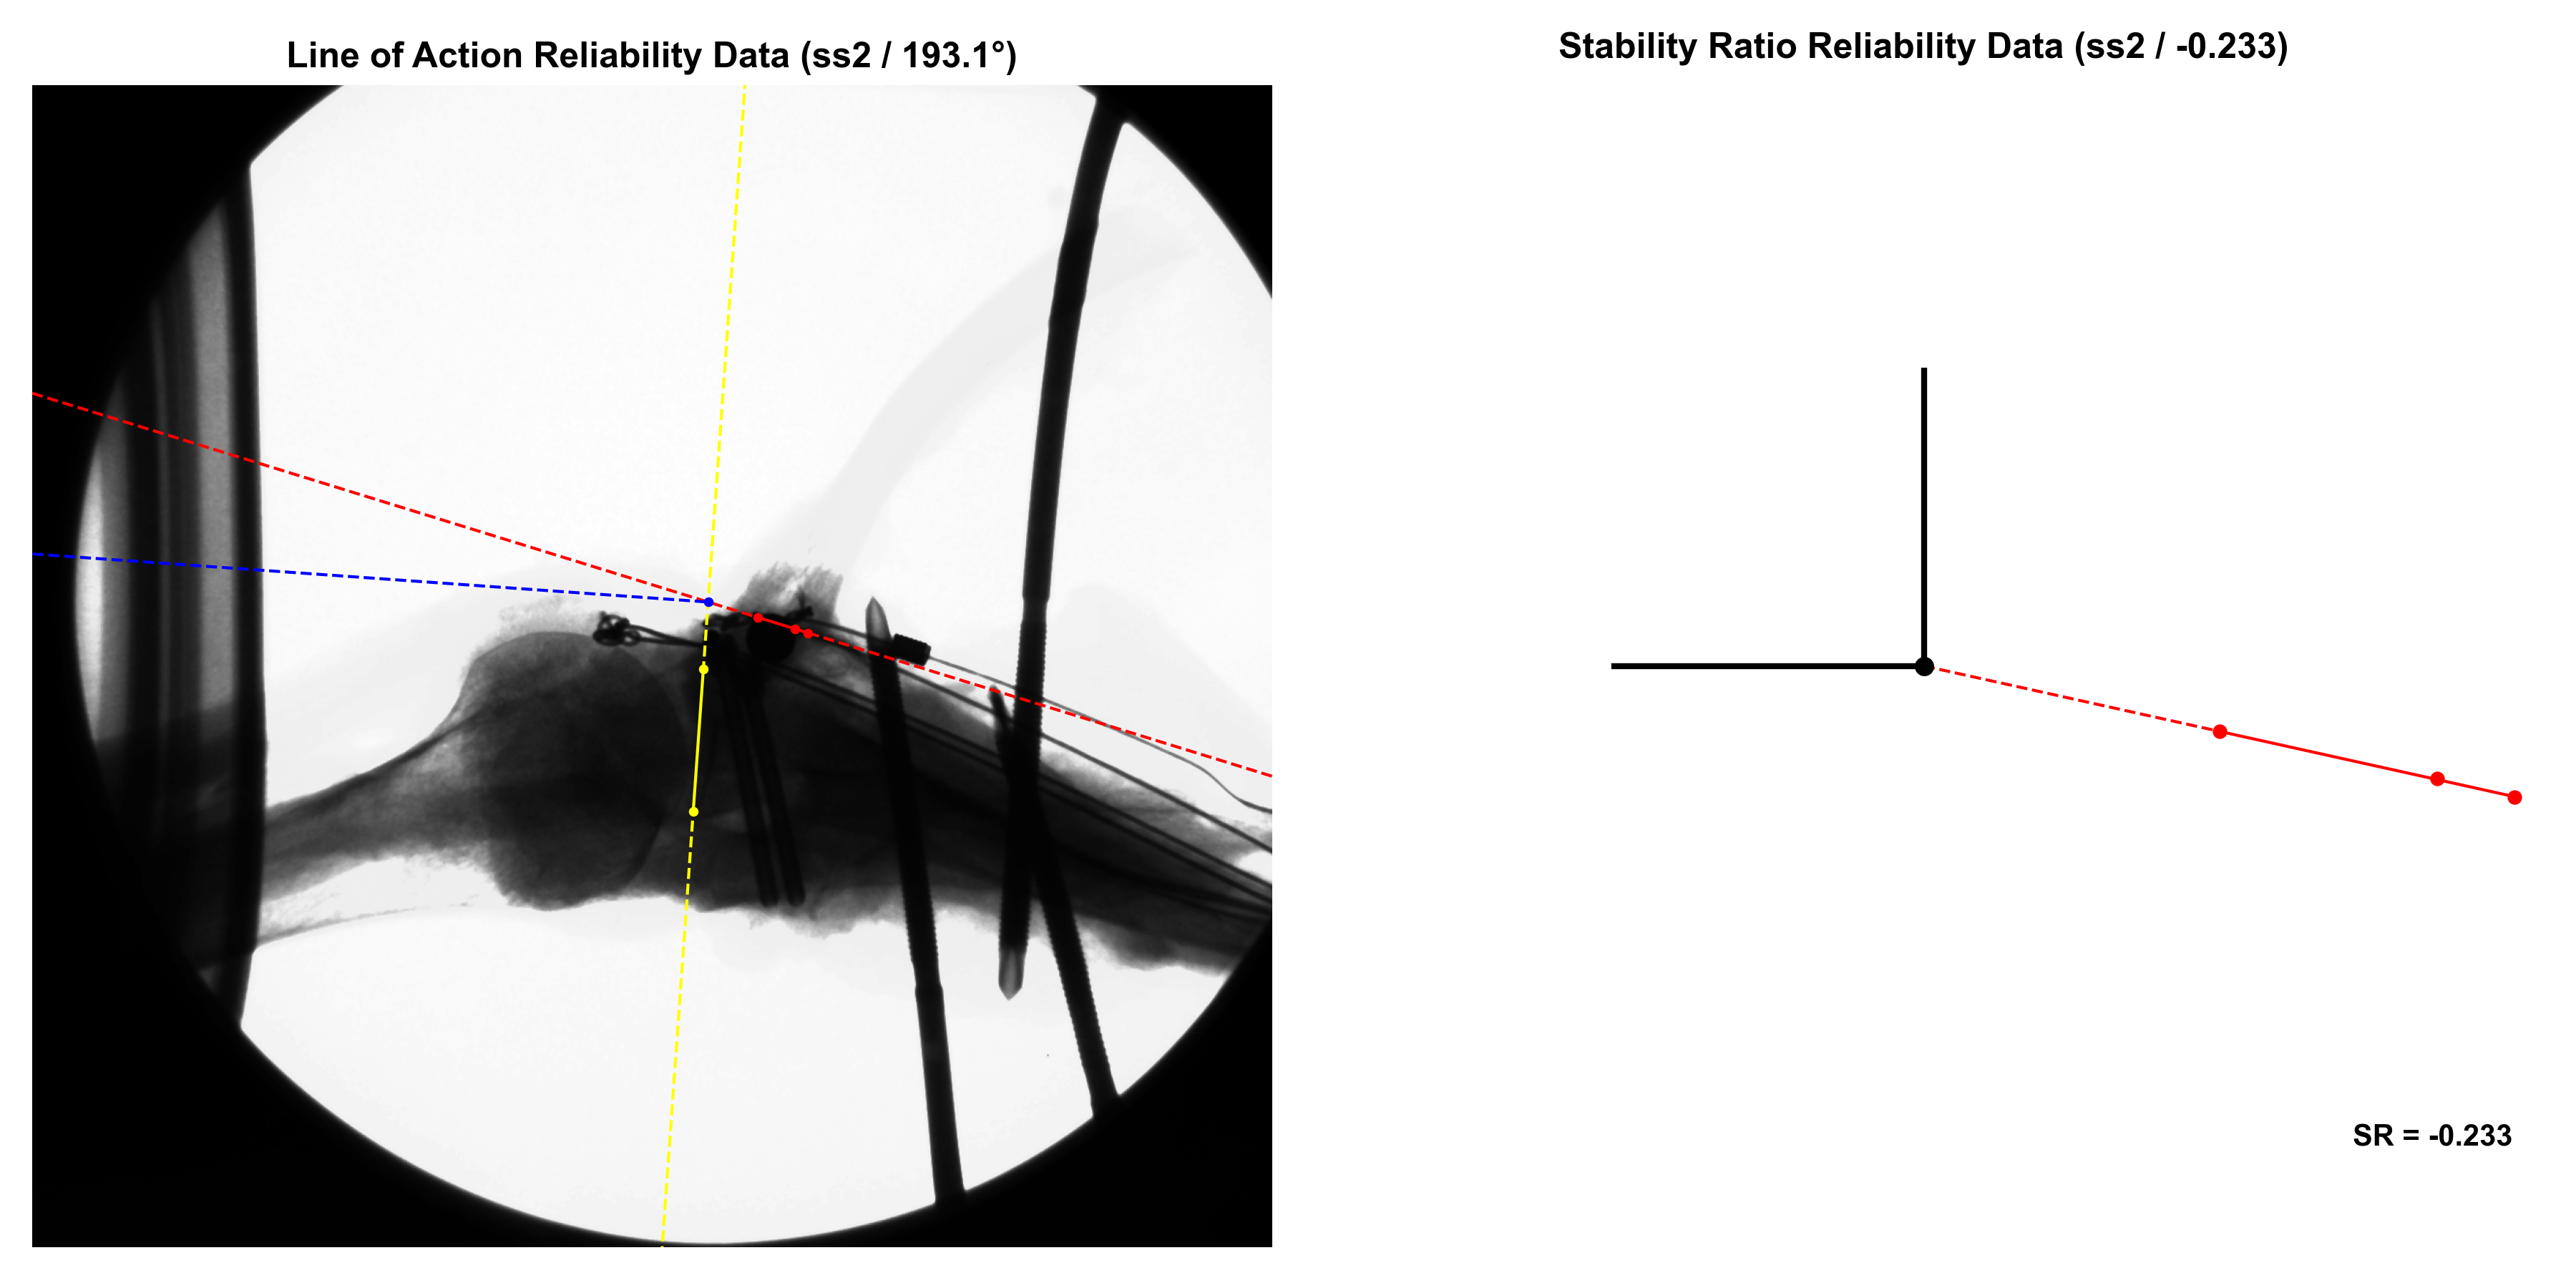 Line of Action Reliability Data (ss2 / 193.1°)
Stability Ratio Reliability Data (ss2 / -0.233)
SR = -0.233